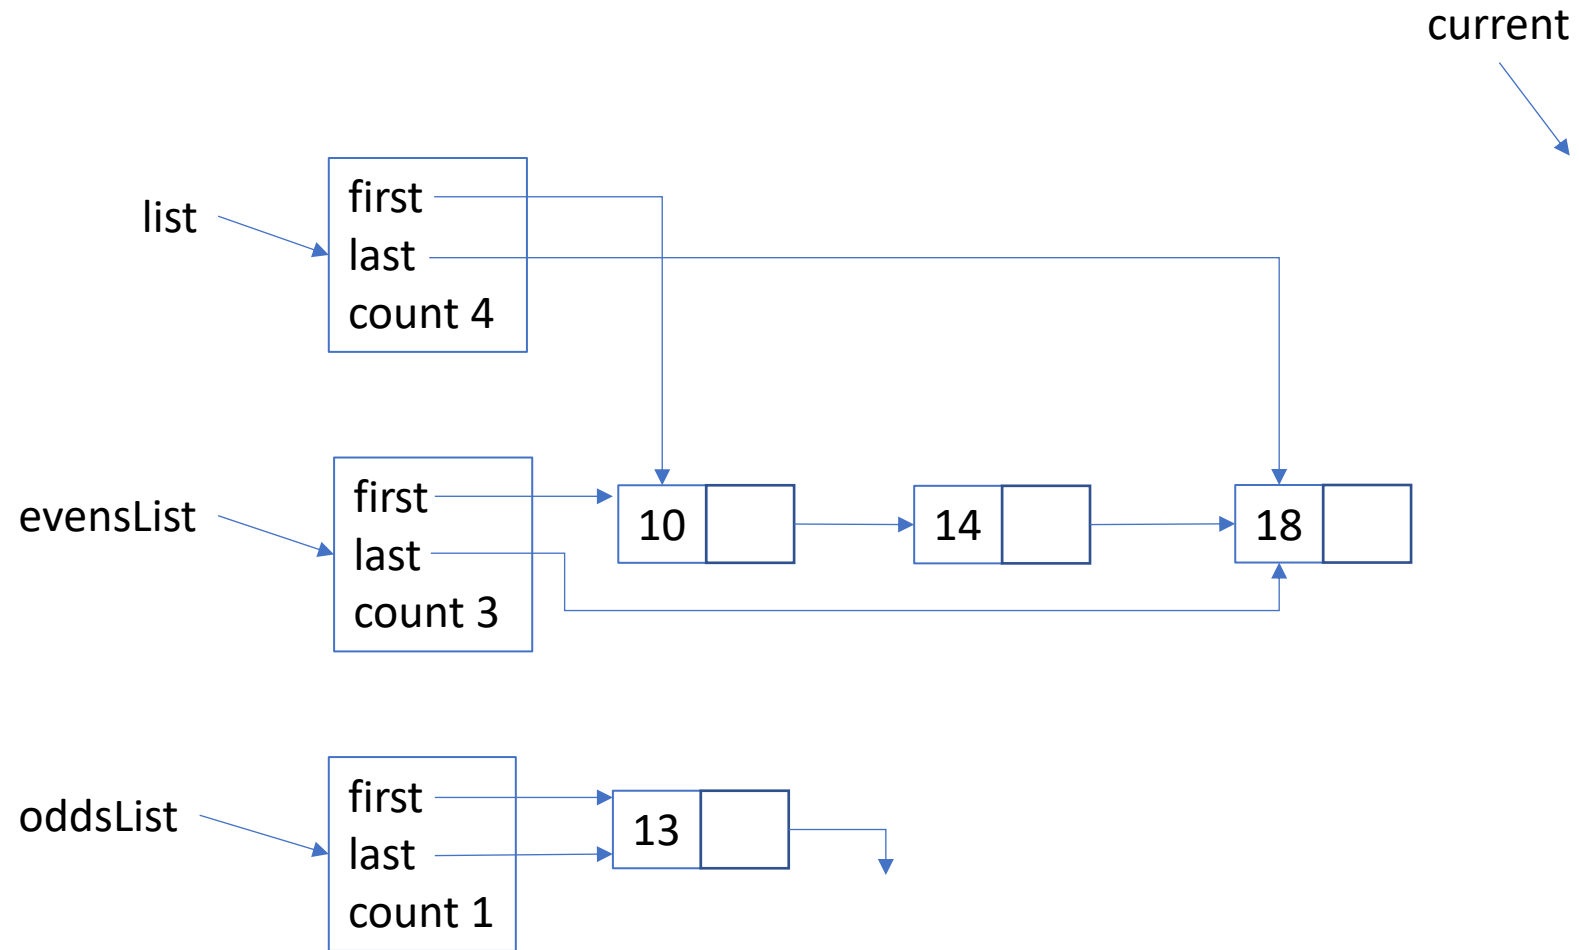 current
list
first
last
count 4
evensList
first
last
count 3
10
14
18
oddsList
first
last
count 1
13